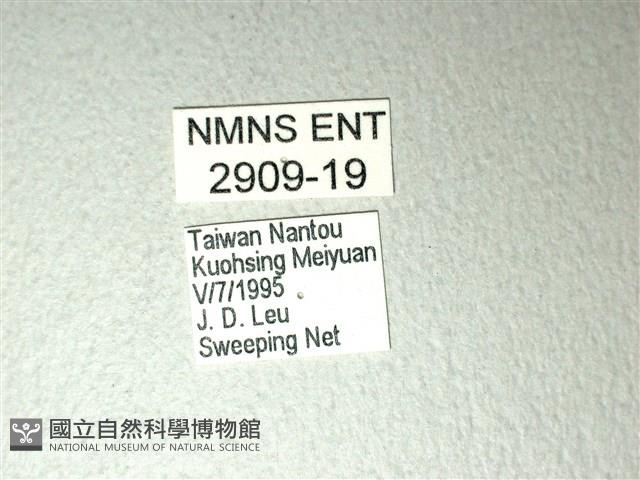 NMNS ENT
2909-19
Taiwan Nantou
Kuohsing Meiyuan
V/7/1995
J. D. Leu
Sweeping Net
國立自然科學博物館
NATIONAL MUSEUM OF NATURAL SCIENCE